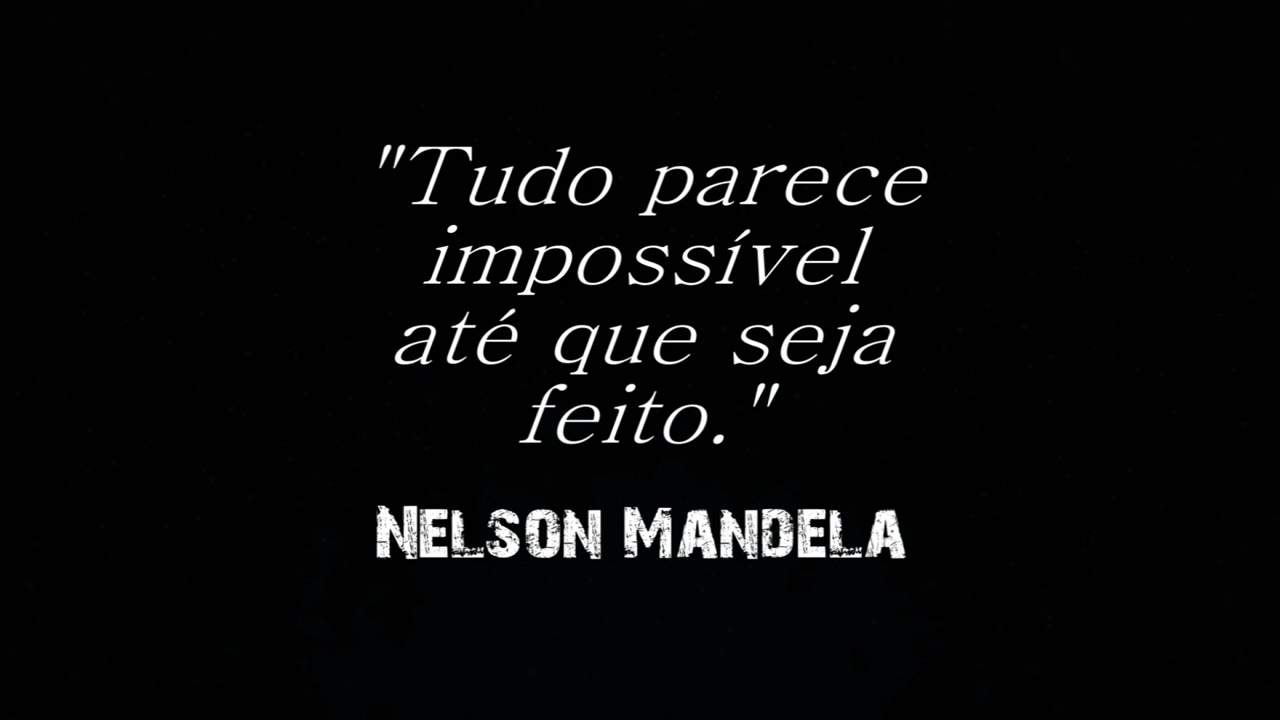 "Tudo parece
impossível
até que seja
feito."
NELSON MANDELA